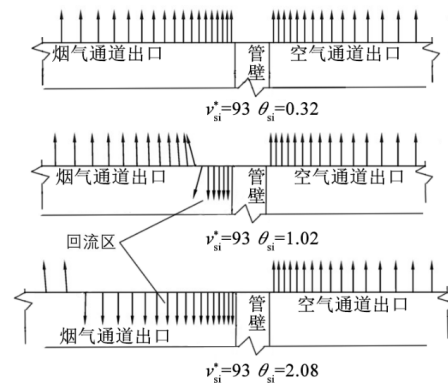 烟气通道出口 管壁 空气通道出口
v*si=93 θsi=0.32
烟气通道出口 管壁 空气通道出口
回流区
v*si=93 θsi=1.02
烟气通道出口 管壁 空气通道出口
v*si=93 θsi=2.08